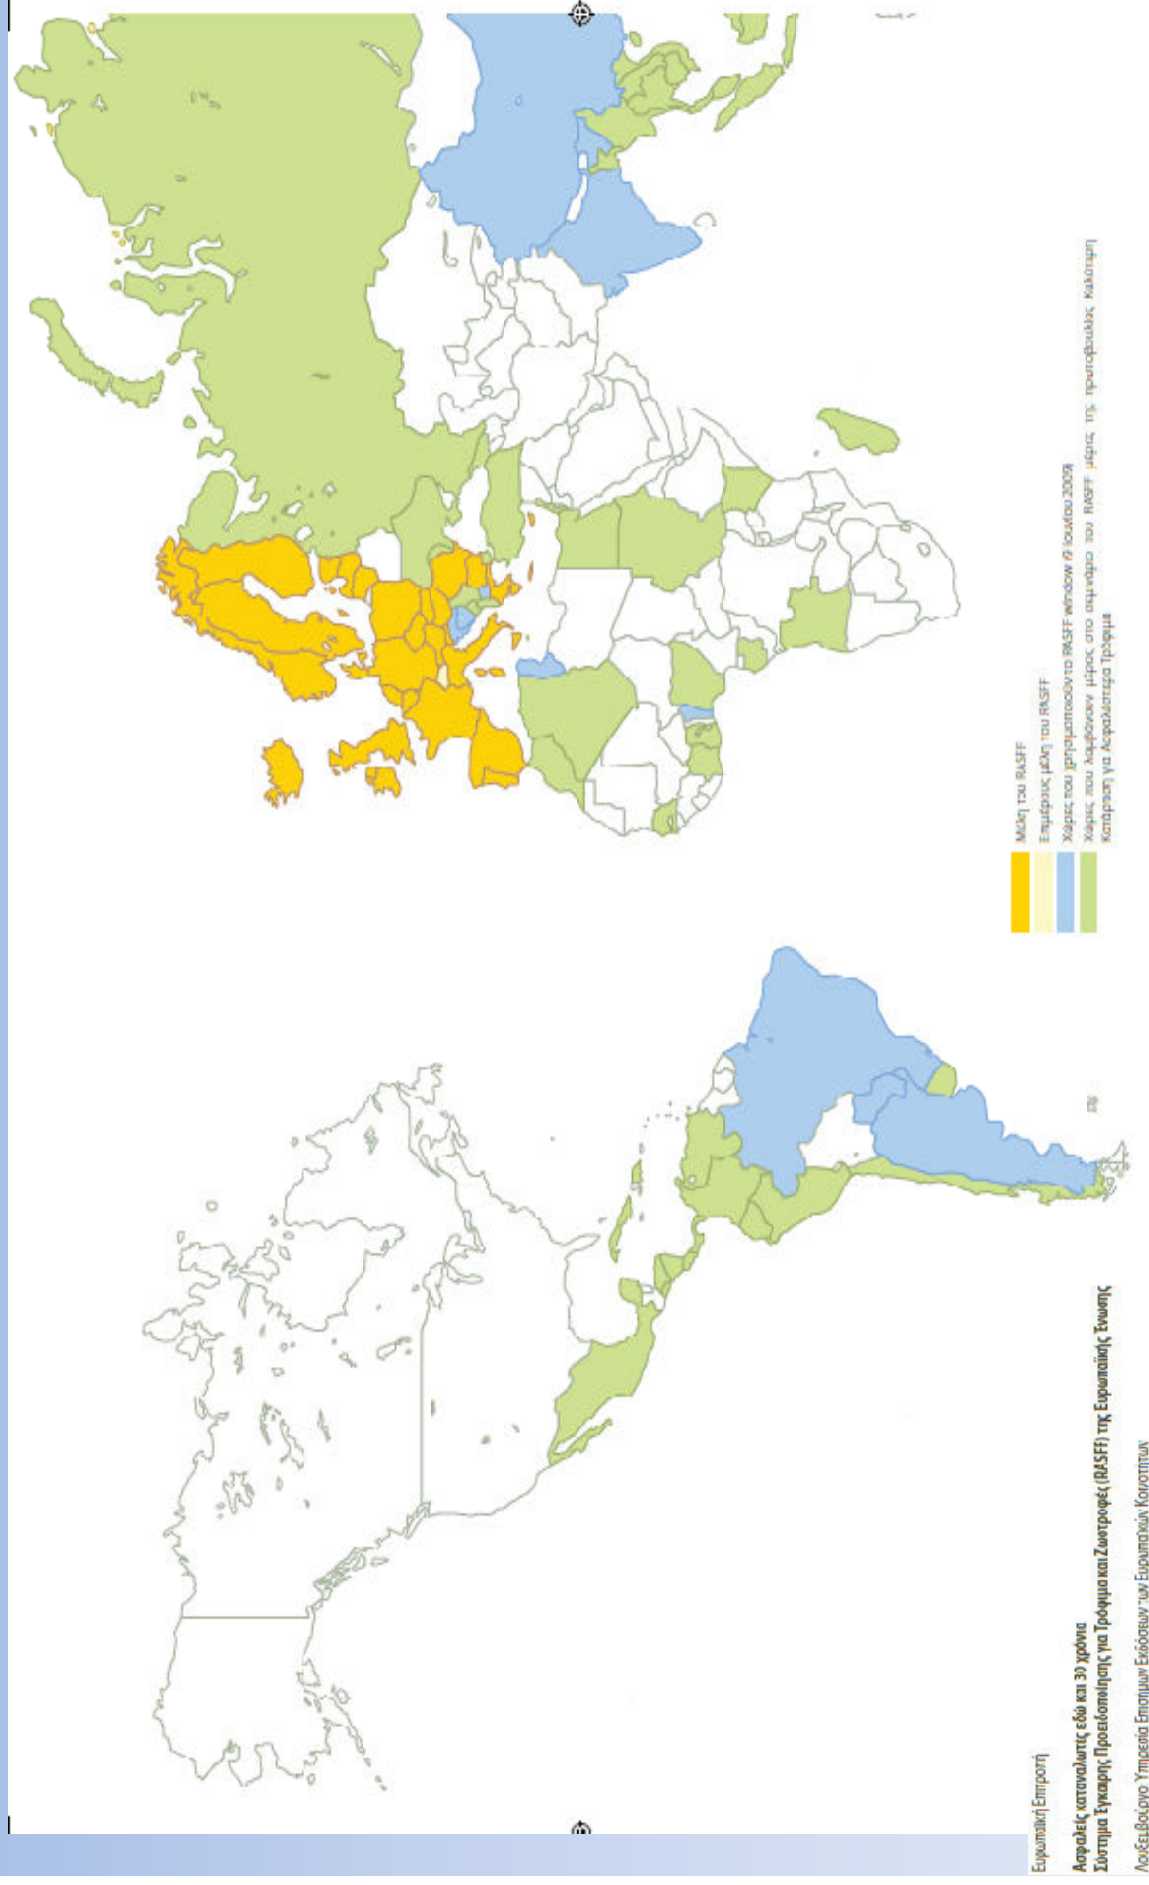 Μέλη του RASFF
Επιμέρους μέλη του RASFF
Χώρες που χρησιμοποιούν το RASFF window (9 Ιουνίου 2009)
Χώρες που λαμβάνουν μέρος στο σεμινάριο του RASFF μέρος της πρωτοβουλίας Καλύτερη
Κατάρτιση για Ασφαλέστερα Τρόφιμα
Ευρωπαϊκή Επιτροπή
Ασφαλείς καταναλωτές εδώ και 30 χρόνια
Σύστημα Έγκαιρης Προειδοποίησης για Τρόφιμα και Ζωοτροφές (RASFF) της Ευρωπαϊκής Ένωσης
Λουξεμβούργο Υπηρεσία Επισήμων Εκδόσεων των Ευρωπαϊκών Κοινοτήτων